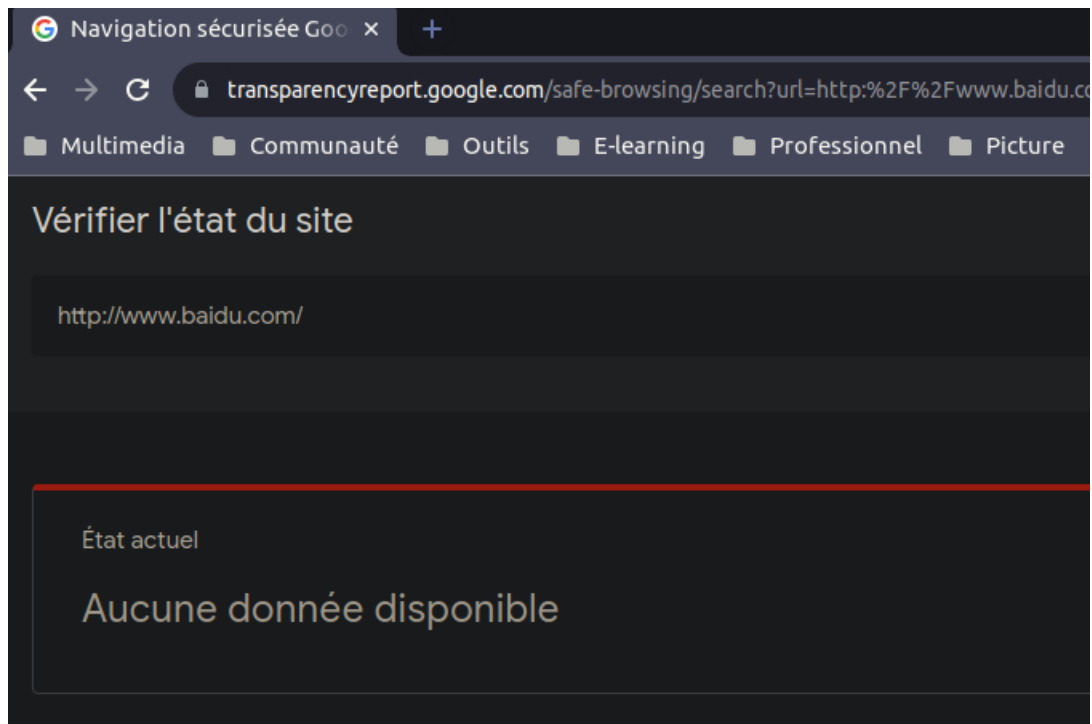 Navigation sécurisée Goo
transparencyreport.google.com/safe-browsing/search?url=http:%2F%2Fwww.baidu.co
Multimedia Communauté Outils E-learning Professionnel Picture
Vérifier l'état du site
http://www.baidu.com/
État actuel
Aucune donnée disponible